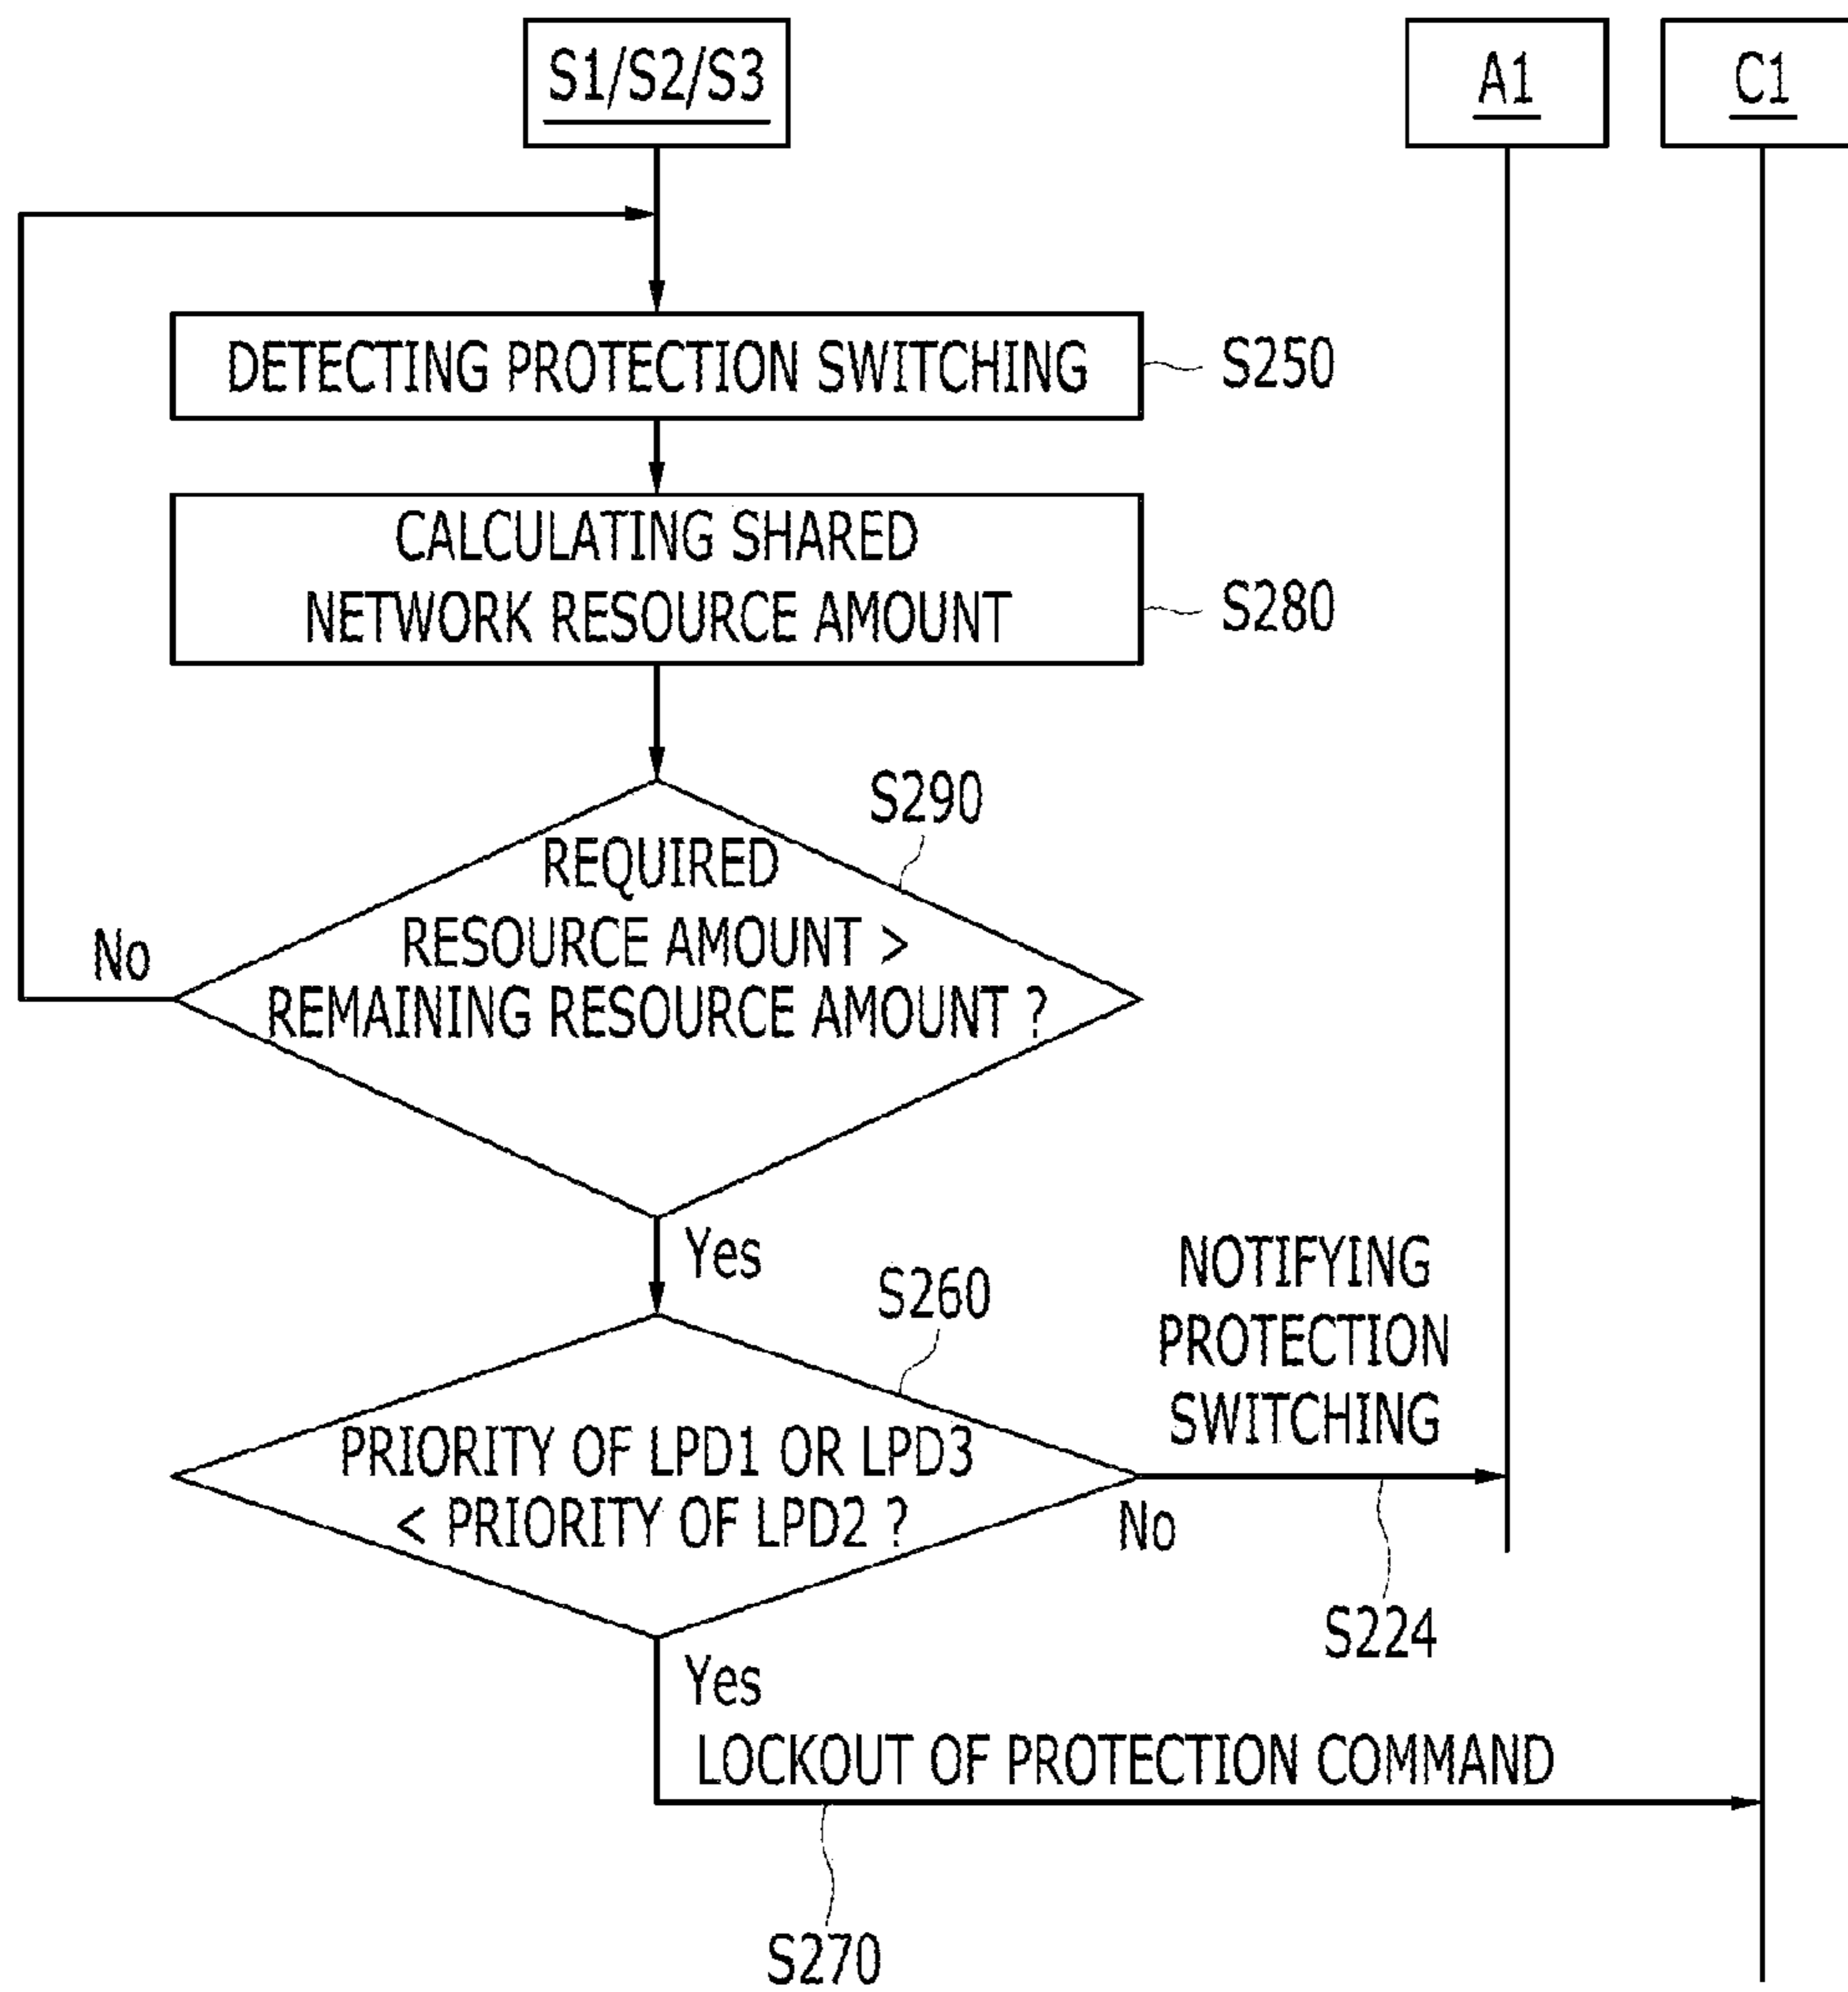 S1/S2/S3
A1
C1
DETECTING PROTECTION SWITCHING
S250
CALCULATING SHARED
NETWORK RESOURCE AMOUNT
S280
S290
REQUIRED
RESOURCE AMOUNT >
REMAINING RESOURCE AMOUNT ?
No
Yes
S260
NOTIFYING
PROTECTION
SWITCHING
PRIORITY OF LPD1 OR LPD3
< PRIORITY OF LPD2 ?
No
S224
Yes
LOCKOUT OF PROTECTION COMMAND
S270